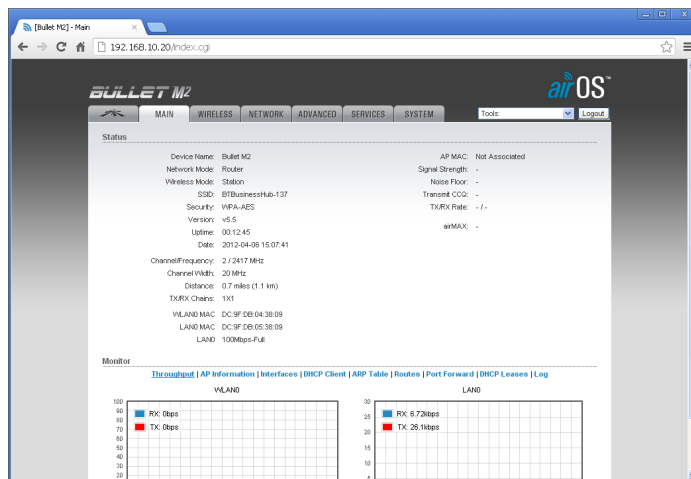 [Bullet M2] - Main
192.168.10.20/index.cgi
BULLET M2
airOS™
MAIN WIRELESS NETWORK ADVANCED SERVICES SYSTEM Tools: Logout
Status
Device Name: Bullet M2
Network Mode: Router
Wireless Mode: Station
SSID: BTBusinessHub-137
Security: WPA-AES
Version: v5.5
Uptime: 00:12:45
Date: 2012-04-06 15:07:41
Channel/Frequency: 2 / 2417 MHz
Channel Width: 20 MHz
Distance: 0.7 miles (1.1 km)
TX/RX Chains: 1X1
WLAN0 MAC DC:9F:DB:04:38:09
LAN0 MAC DC:9F:DB:05:38:09
LAN0 100Mbps-Full
AP MAC: Not Associated
Signal Strength: -
Noise Floor: -
Transmit CCQ: -
TX/RX Rate: - / -
airMAX: -
Monitor
Throughput | AP Information | Interfaces | DHCP Client | ARP Table | Routes | Port Forward | DHCP Leases | Log
WLAN0
100
90
80
70
60
50
40
30
20
RX: 0bps
TX: 0bps
LAN0
30
25
20
15
10
5
RX: 6.72kbps
TX: 26.1kbps